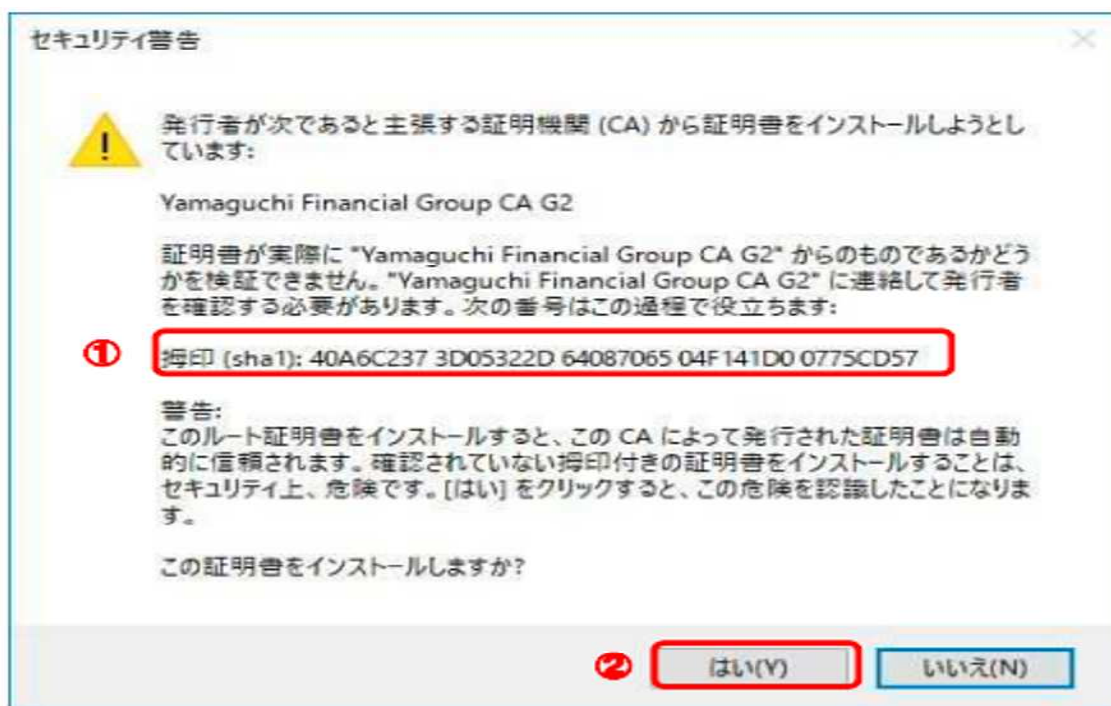 セキュリティ警告
発行者が次であると主張する証明機関 (CA) から証明書をインストールしようとし
ています:
Yamaguchi Financial Group CA G2
証明書が実際に "Yamaguchi Financial Group CA G2" からのものであるかどう
かを検証できません。"Yamaguchi Financial Group CA G2" に連絡して発行者
を確認する必要があります。次の番号はこの過程で役立ちます:
① 拇印 (sha1): 40A6C237 3D05322D 64087065 04F141D0 0775CD57
警告:
このルート証明書をインストールすると、この CA によって発行された証明書は自動
的に信頼されます。確認されていない拇印付きの証明書をインストールすることは、
セキュリティ上、危険です。[はい] をクリックすると、この危険を認識したことになりま
す。
この証明書をインストールしますか?
② はい(Y) いいえ(N)